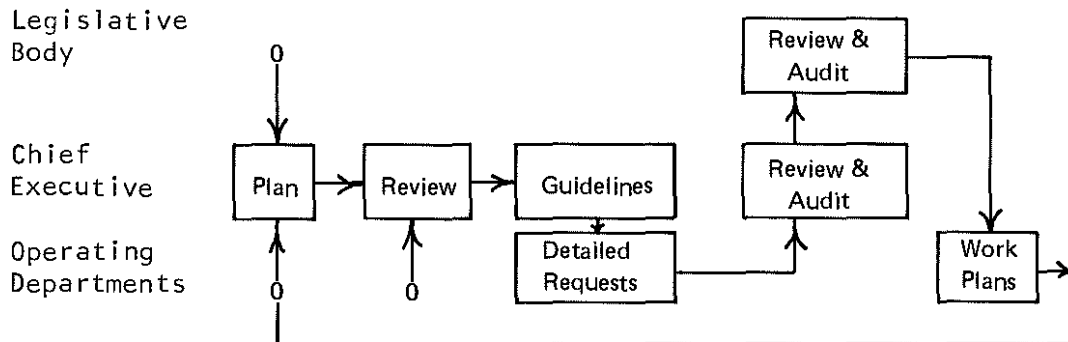 Legislative
Body
0
Review &
Audit
Chief
Executive
Plan
Review
Guidelines
Review &
Audit
Operating
Departments
0
0
Detailed
Requests
Work
Plans